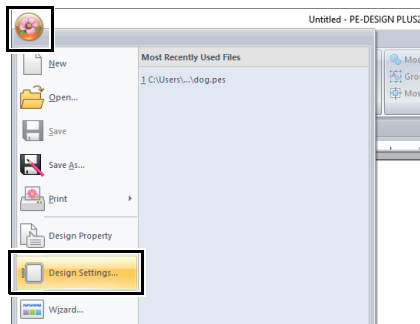 Untitled - PE-DESIGN PLUS2
New
Most Recently Used Files
Open...
1 C:\Users\...\dog.pes
Save
Save As...
Print
Design Property
Design Settings...
Wizard...